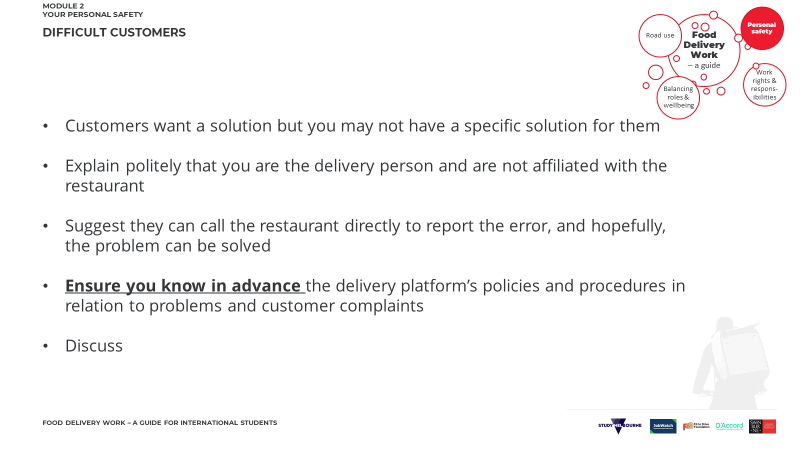 MODULE 2
YOUR PERSONAL SAFETY
DIFFICULT CUSTOMERS
Road use
Food
Delivery
Work
– a guide
Personal
safety
Work
rights &
respons-
ibilities
Balancing
roles &
wellbeing
• Customers want a solution but you may not have a specific solution for them
• Explain politely that you are the delivery person and are not affiliated with the
restaurant
• Suggest they can call the restaurant directly to report the error, and hopefully,
the problem can be solved
• Ensure you know in advance the delivery platform’s policies and procedures in
relation to problems and customer complaints
• Discuss
FOOD DELIVERY WORK – A GUIDE FOR INTERNATIONAL STUDENTS
STUDY MELBOURNE
JobWatch
D'Accord